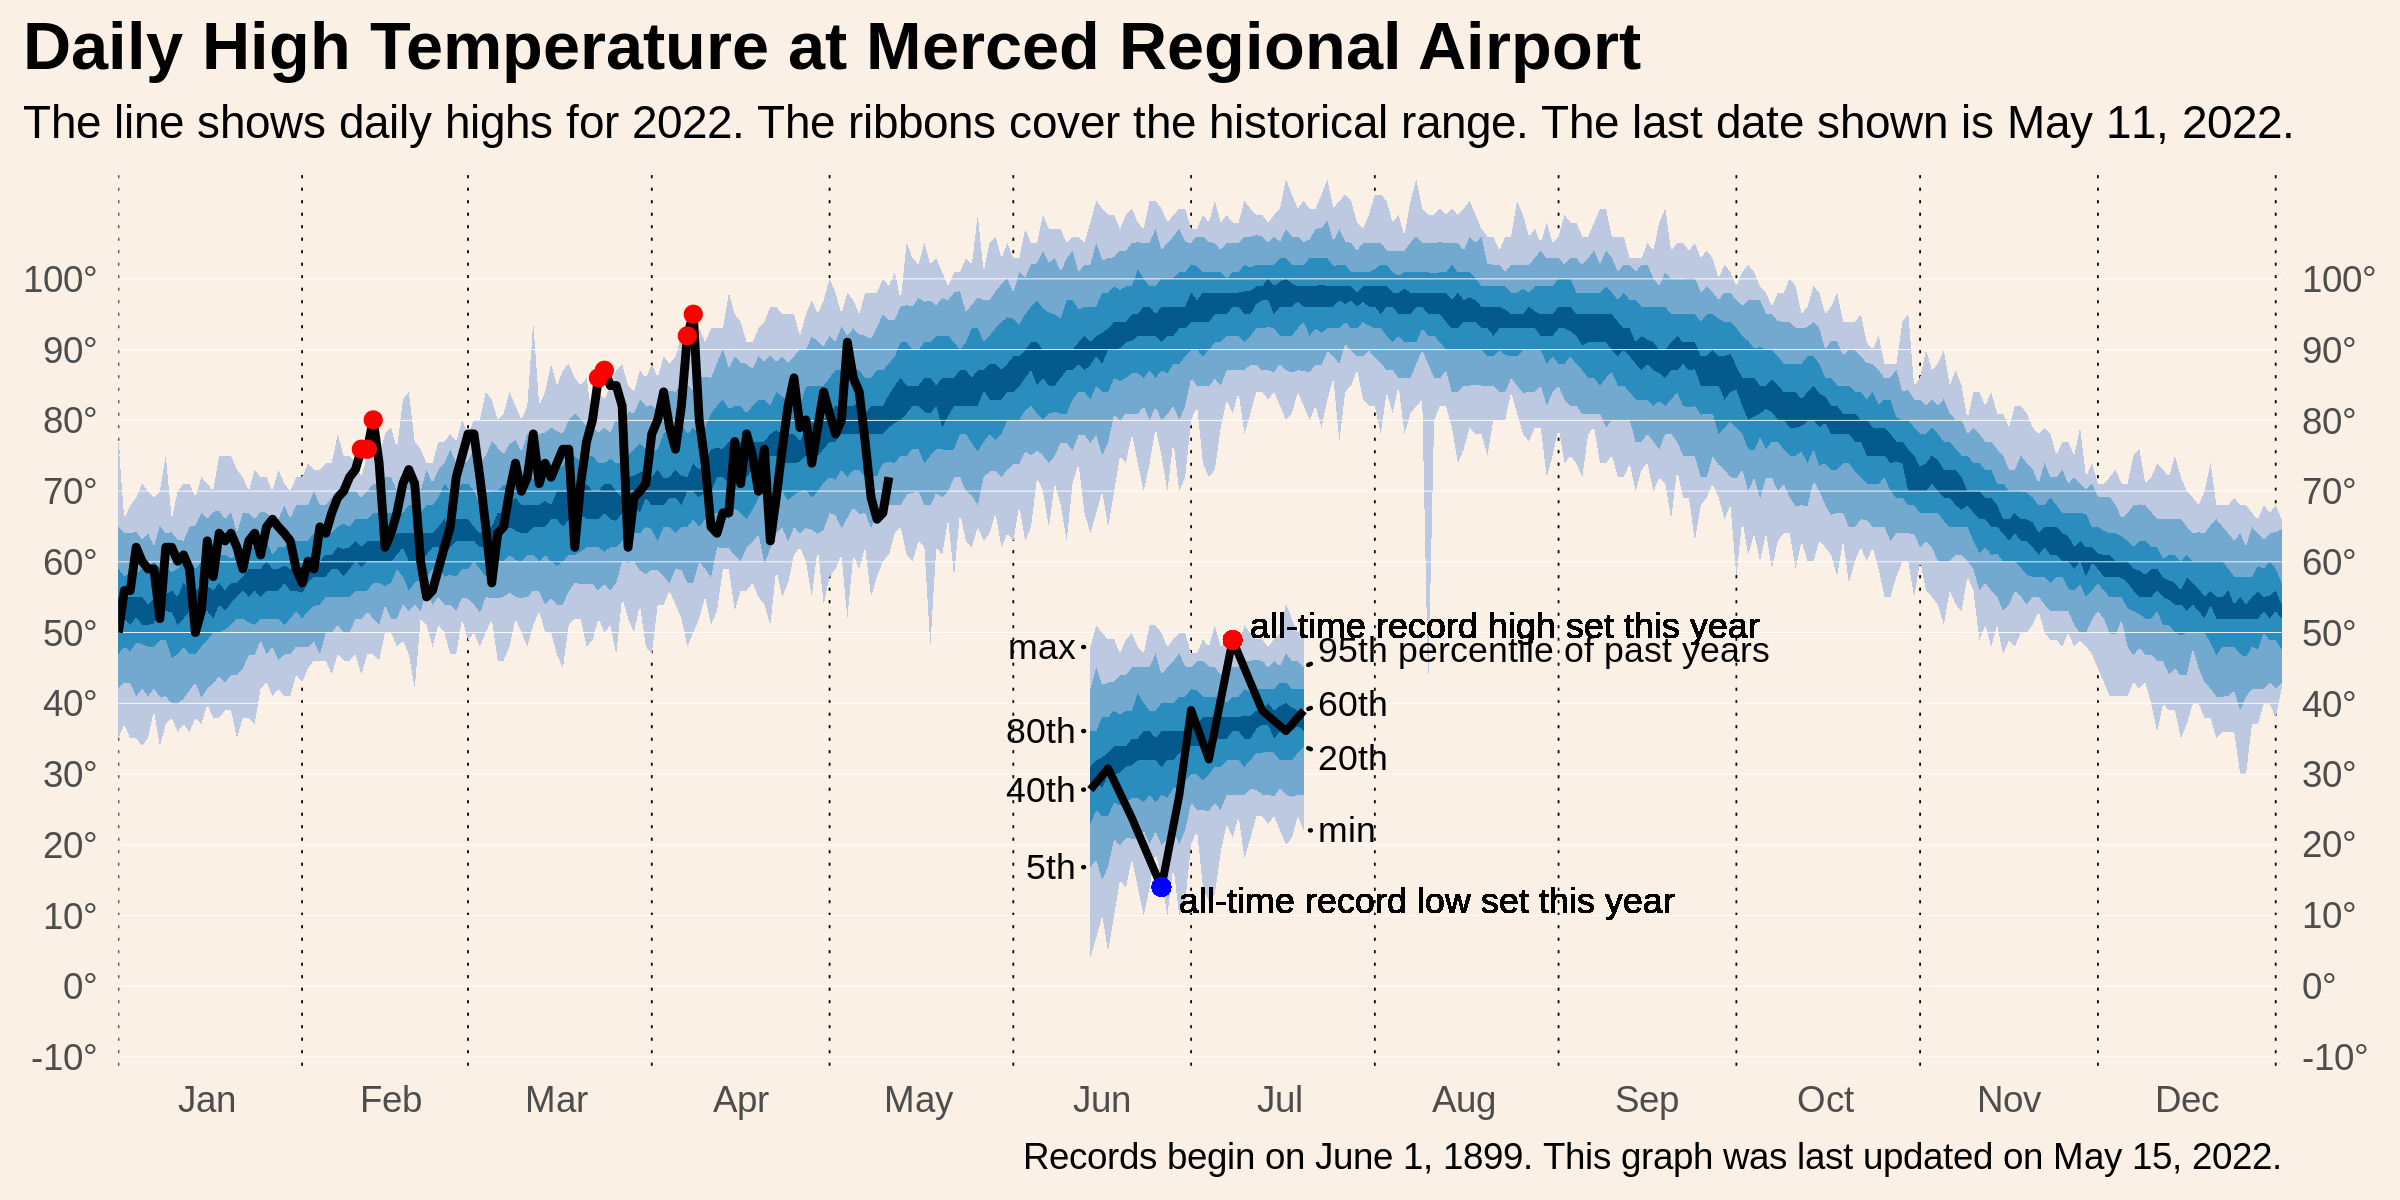 Daily High Temperature at Merced Regional Airport
The line shows daily highs for 2022. The ribbons cover the historical range. The last date shown is May 11, 2022.
100° 100°
90° 90°
80° 80°
70° 70°
60° 60°
50° 50°
40° 40°
30° 30°
20° 20°
10° 10°
0° 0°
-10° -10°
all-time record high set this year
max
95th percentile of past years
60th
80th
20th
40th
min
5th
all-time record low set this year
Jan Feb Mar Apr May Jun Jul Aug Sep Oct Nov Dec
Records begin on June 1, 1899. This graph was last updated on May 15, 2022.